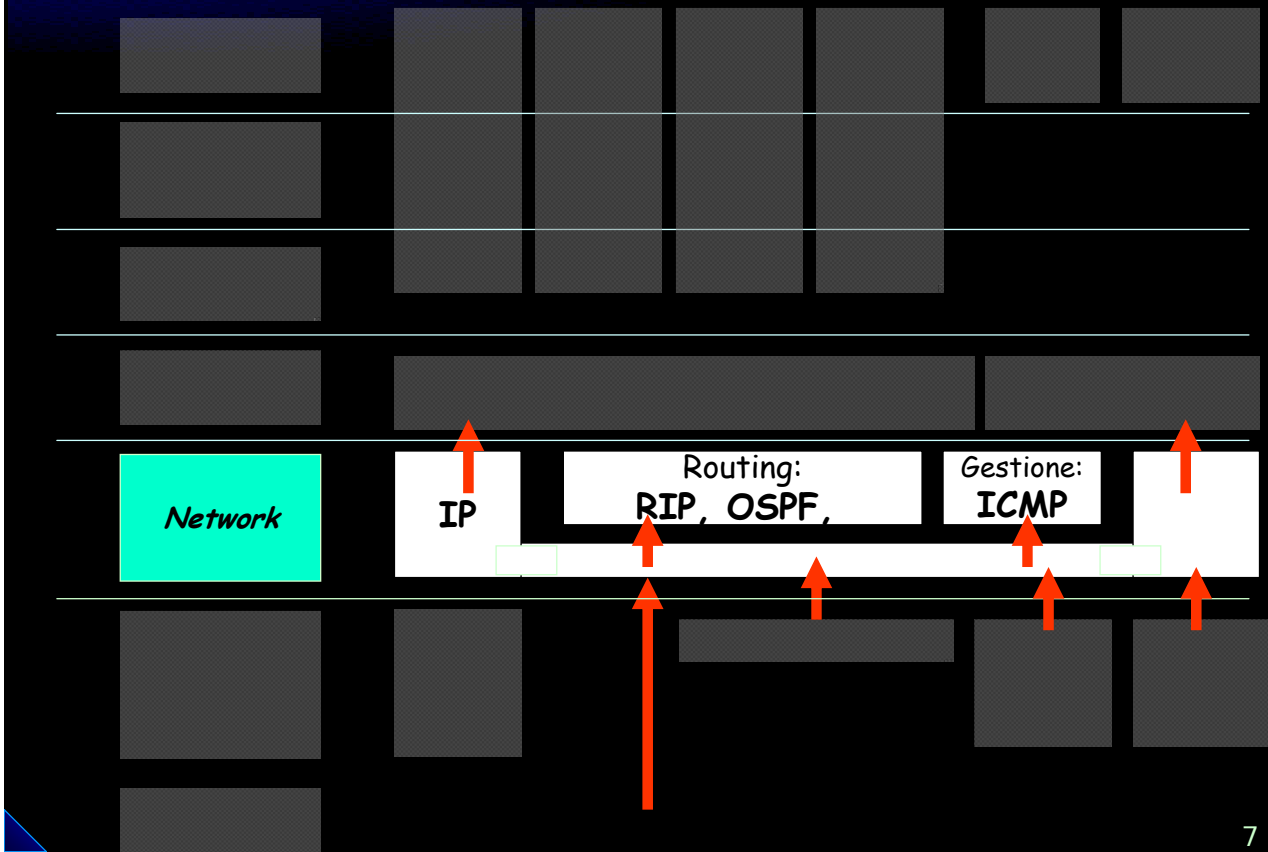 Network
IP
Routing:
RIP, OSPF,
Gestione:
ICMP
7